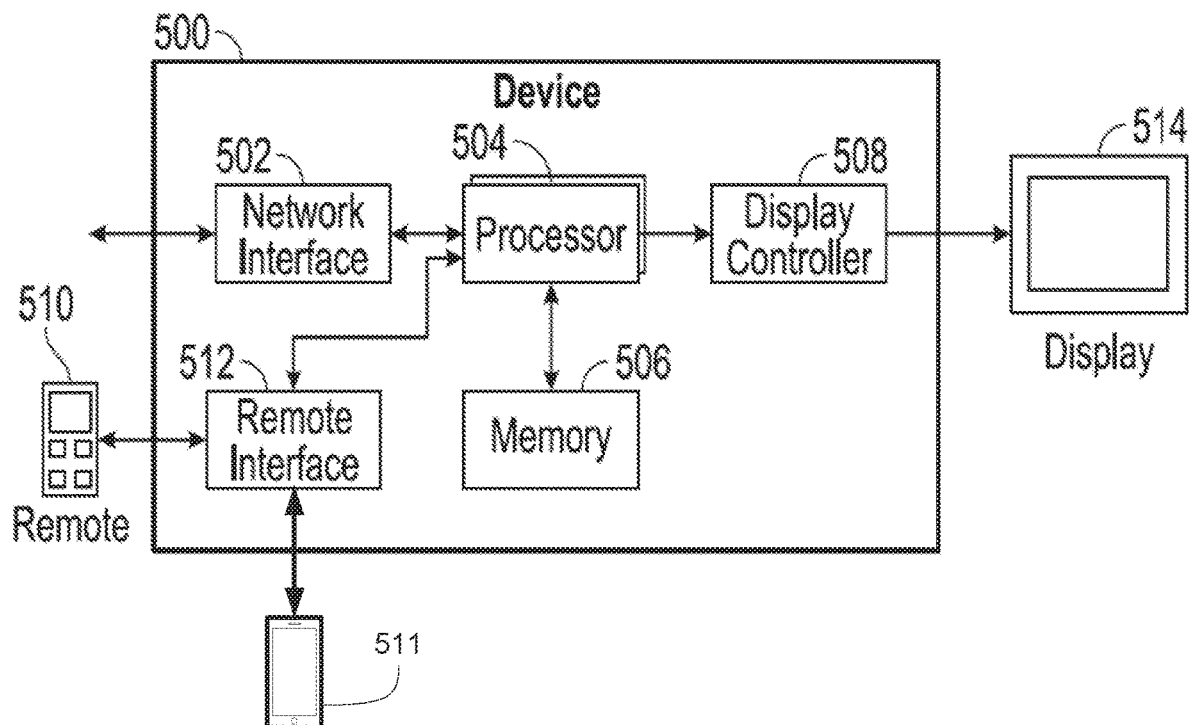 500
Device
502
504
508
514
Network
Interface
Processor
Display
Controller
510
Display
512
506
Remote
Interface
Memory
Remote
511